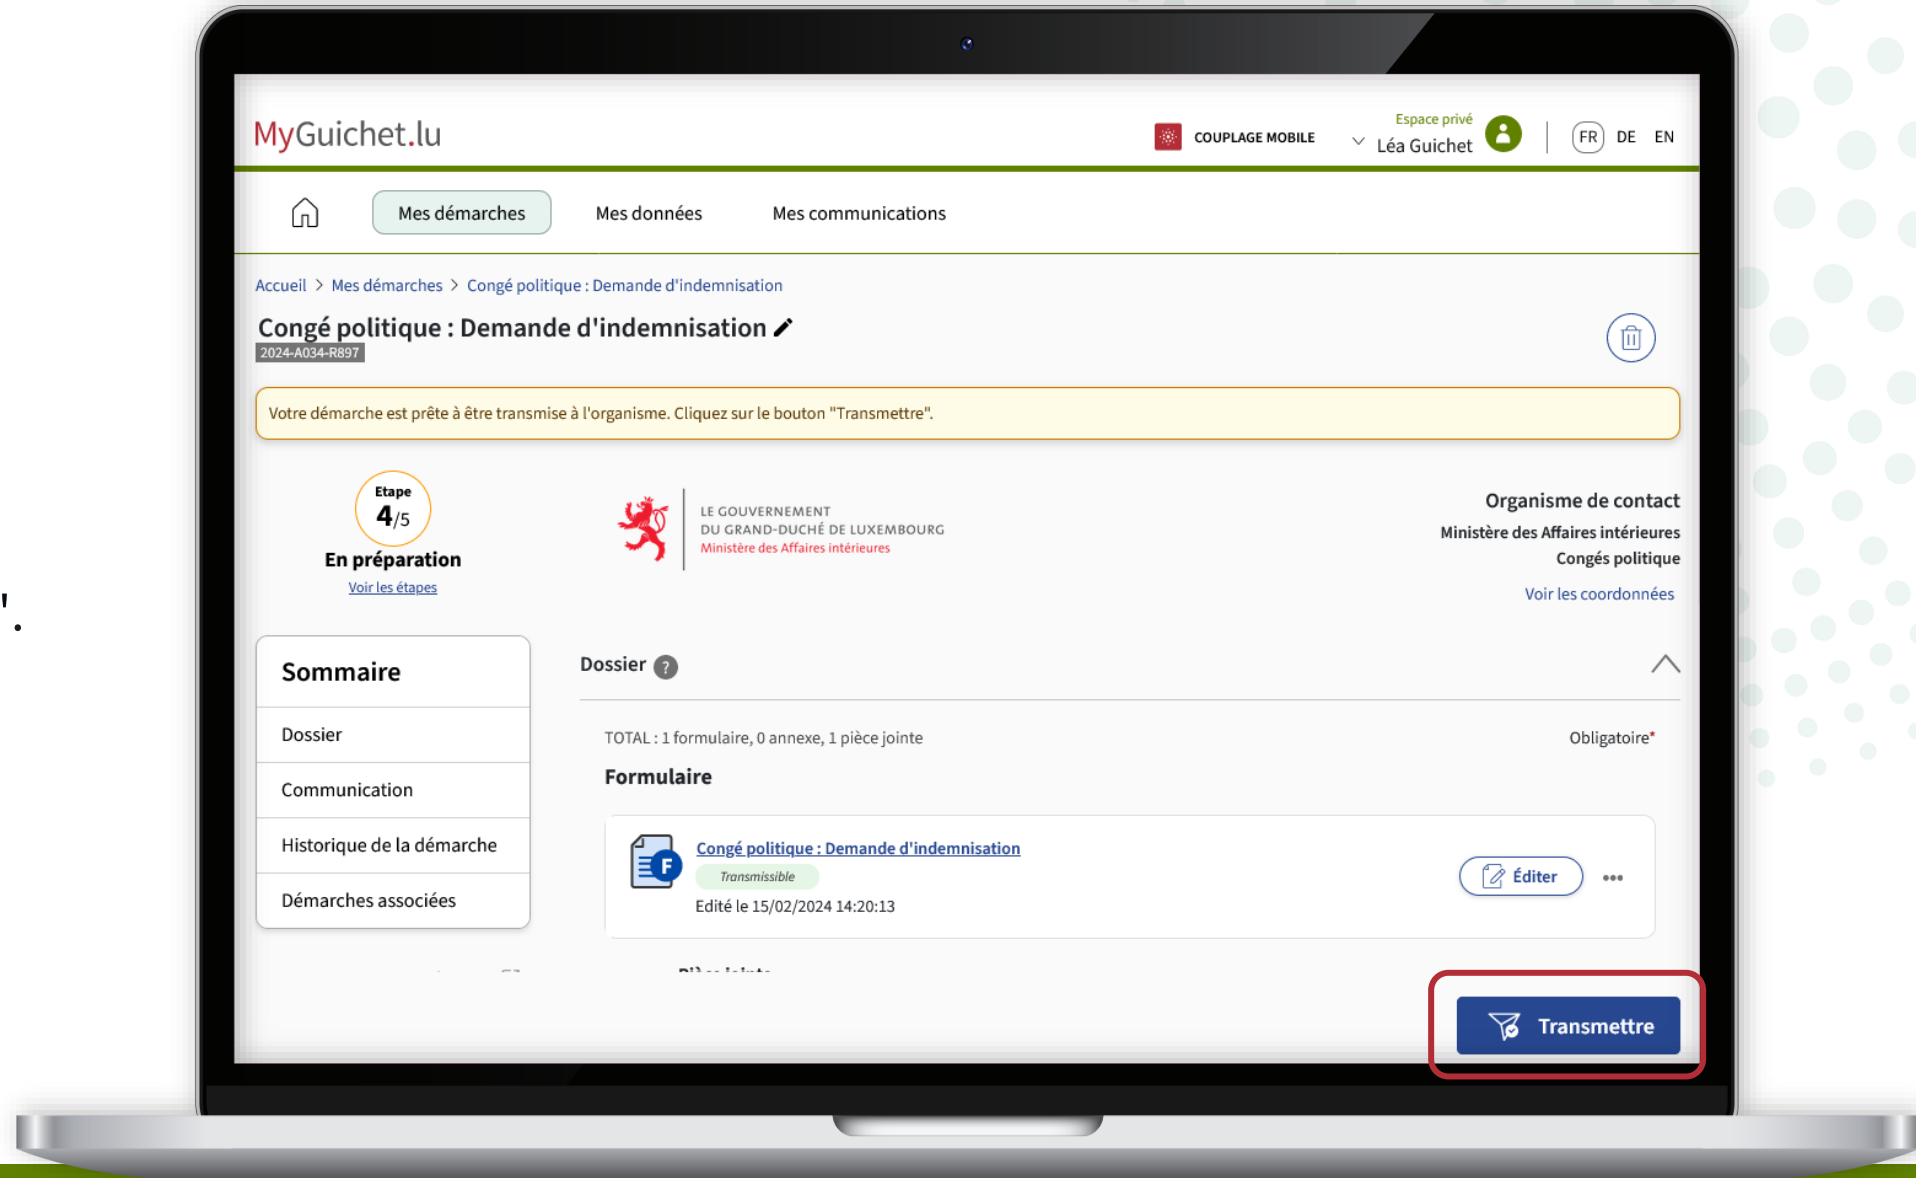 MyGuichet.lu
COUPLAGE MOBILE
Espace privé
Léa Guichet
FR DE EN
Mes démarches Mes données Mes communications
Accueil > Mes démarches > Congé politique : Demande d'indemnisation
Congé politique : Demande d'indemnisation
2024-A034-R897
Votre démarche est prête à être transmise à l'organisme. Cliquez sur le bouton "Transmettre".
Etape
4/5
En préparation
Voir les étapes
LE GOUVERNEMENT
DU GRAND-DUCHÉ DE LUXEMBOURG
Ministère des Affaires intérieures
Organisme de contact
Ministère des Affaires intérieures
Congés politique
Voir les coordonnées
".
Sommaire
Dossier
Communication
Historique de la démarche
Démarches associées
Dossier ?
TOTAL : 1 formulaire, 0 annexe, 1 pièce jointe
Obligatoire*
Formulaire
F
Congé politique : Demande d'indemnisation
Transmissible
Edité le 15/02/2024 14:20:13
Éditer
Pièce jointe
Transmettre